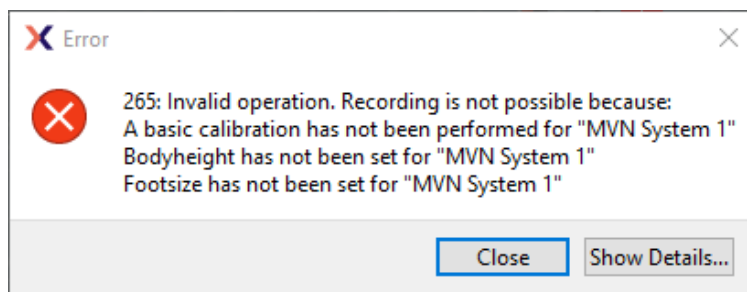 Error
265: Invalid operation. Recording is not possible because:
A basic calibration has not been performed for "MVN System 1"
Bodyheight has not been set for "MVN System 1"
Footsize has not been set for "MVN System 1"
Close
Show Details...